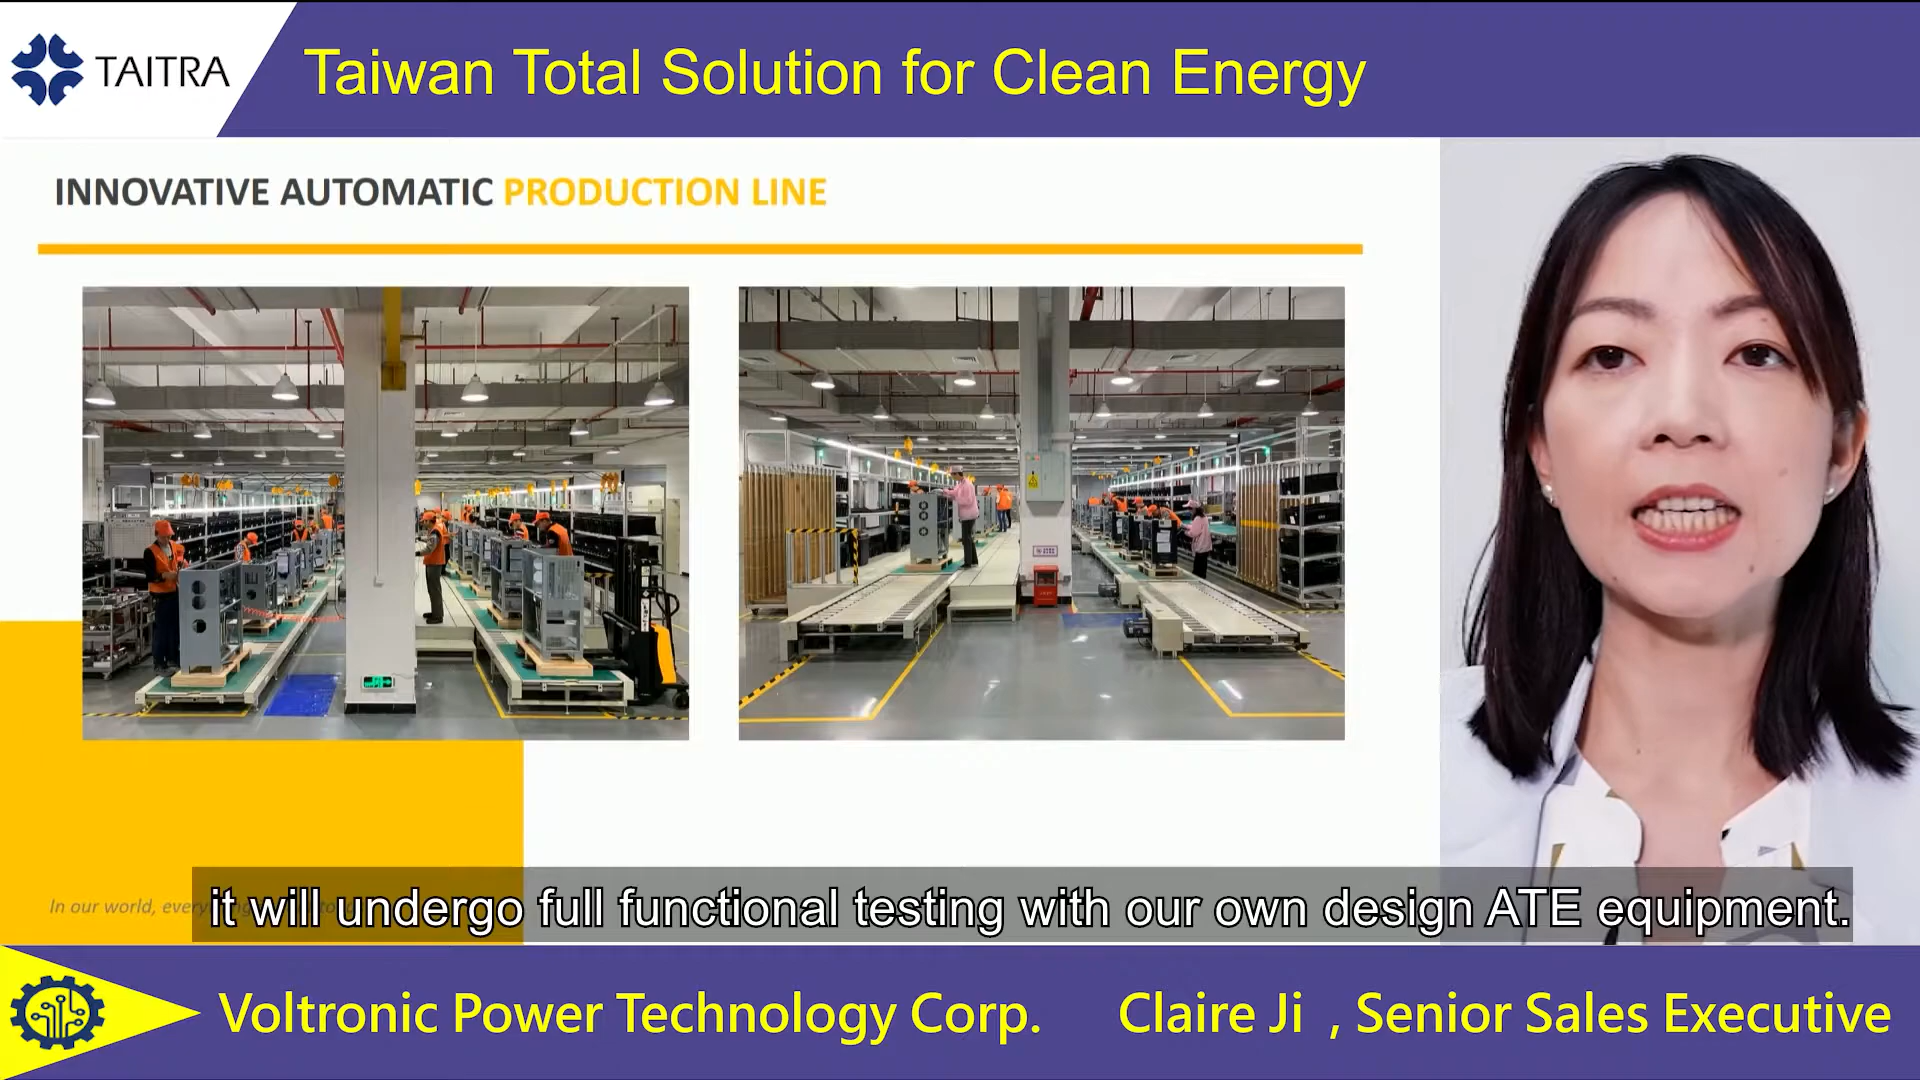 TAITRA
Taiwan Total Solution for Clean Energy
INNOVATIVE AUTOMATIC PRODUCTION LINE
In our world, every
it will undergo full functional testing with our own design ATE equipment.
Voltronic Power Technology Corp. Claire Ji , Senior Sales Executive